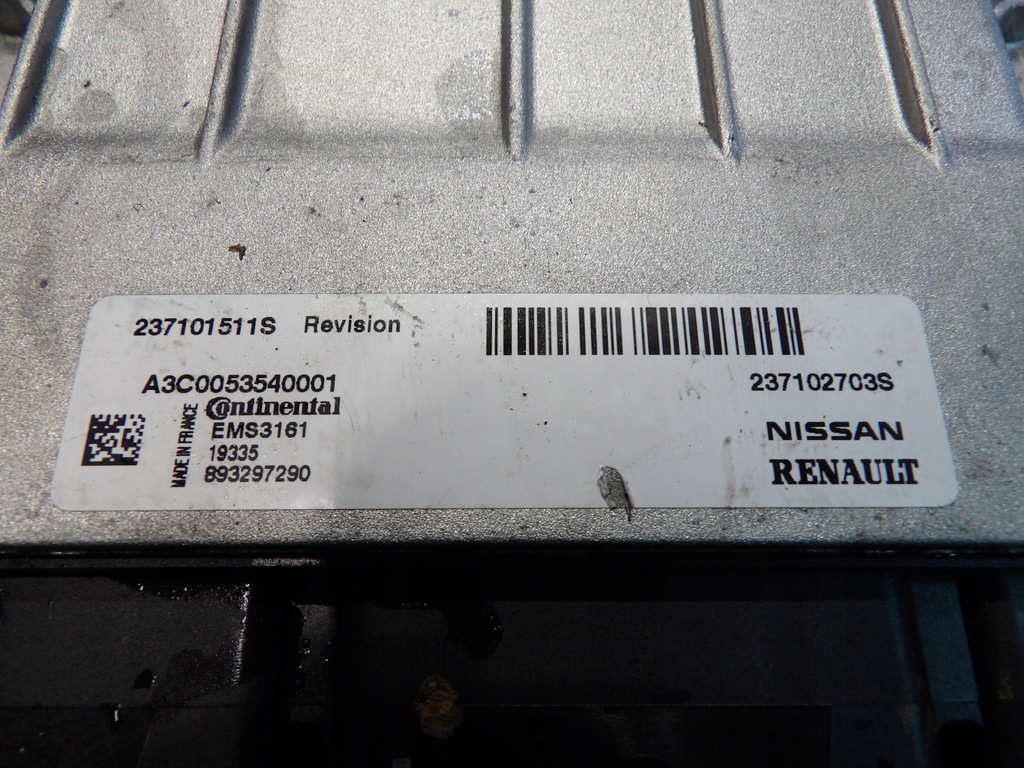 237101511S Revision
A3C0053540001
237102703S
MADE IN FRANCE
Continental
EMS3161
NISSAN
19335
RENAULT
893297290